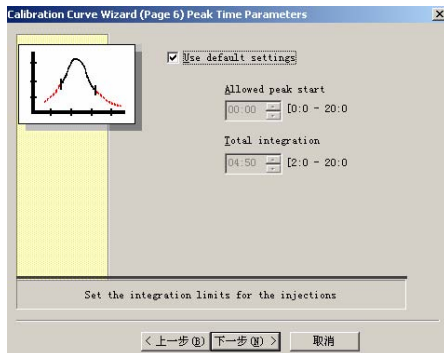 Calibration Curve Wizard (Page 6) Peak Time Parameters
Use default settings
Allowed peak start
00:00 [0:0 - 20:0
Total integration
04:50 [2:0 - 20:0
Set the integration limits for the injections
< 上一步(B) 下一步(N) > 取消